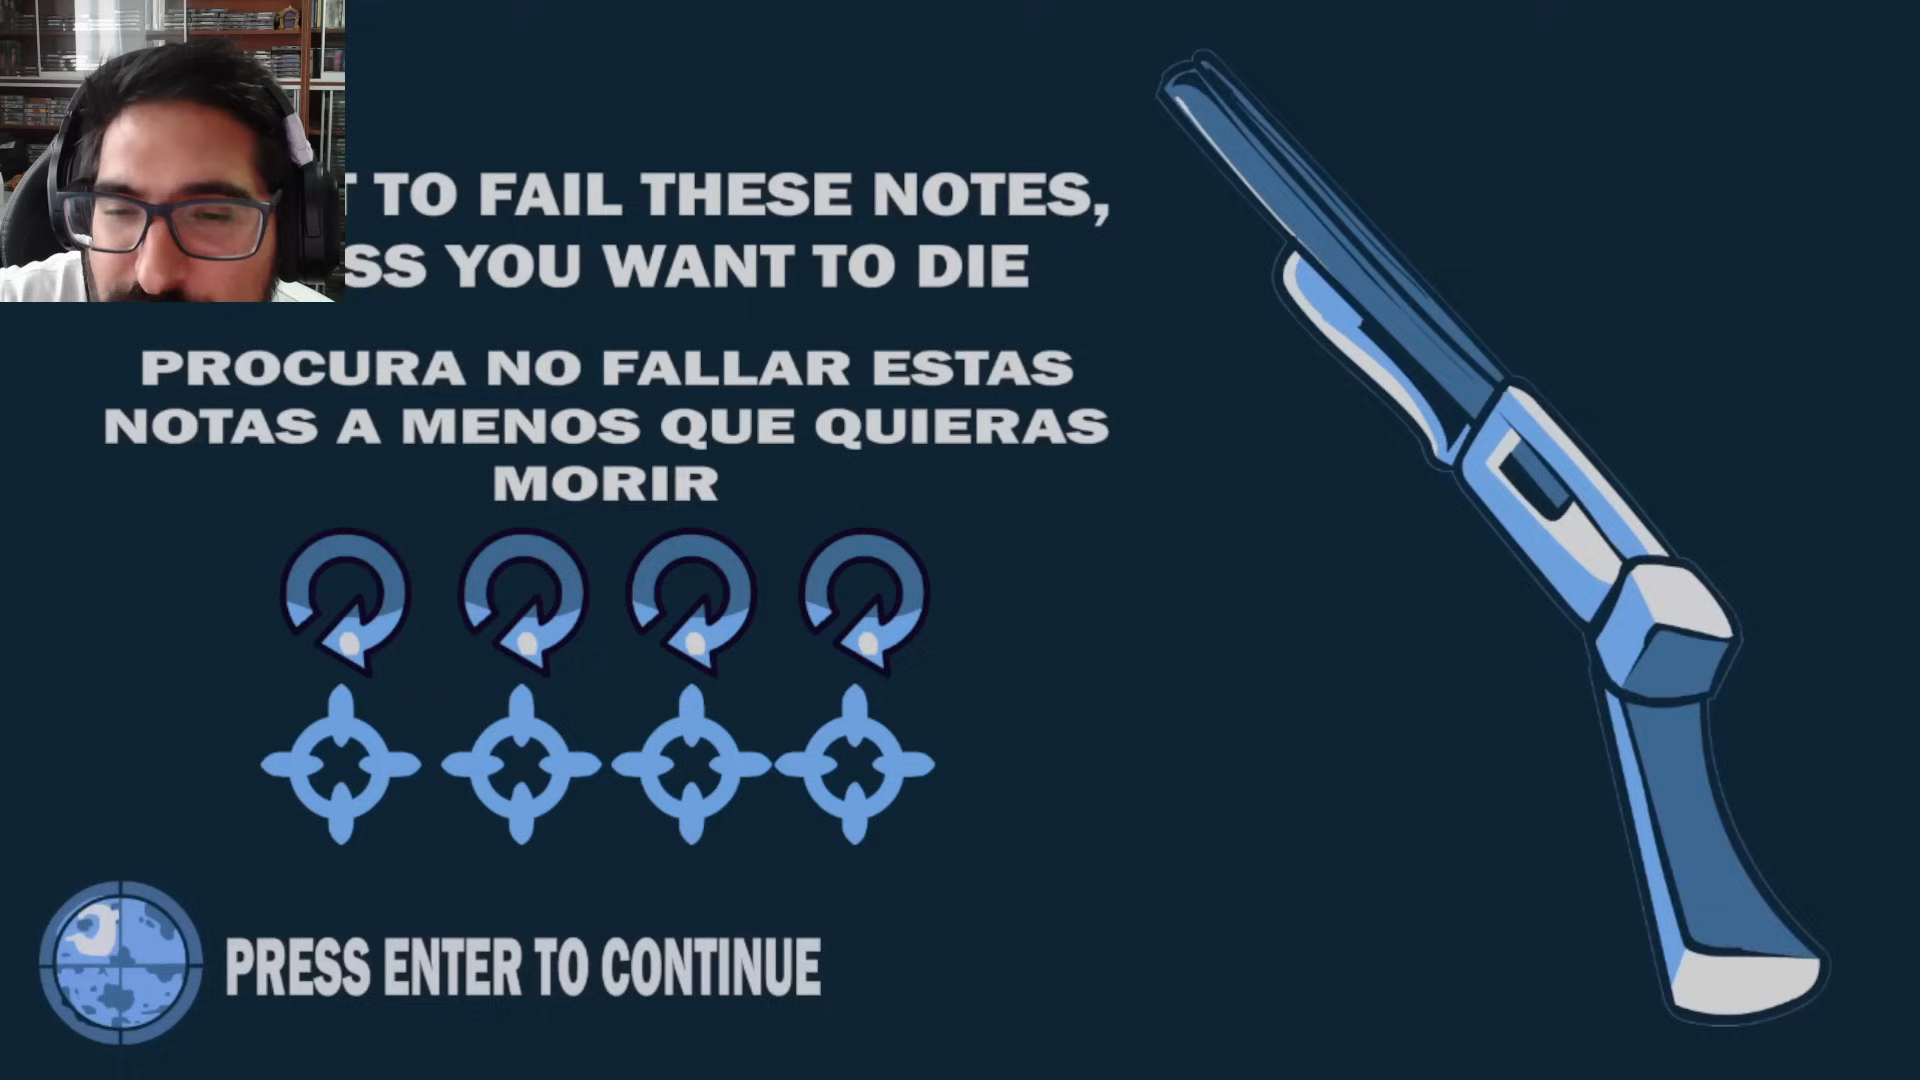 TO FAIL THESE NOTES,
YOU WANT TO DIE
PROCURA NO FALLAR ESTAS
NOTAS A MENOS QUE QUIERAS
MORIR
PRESS ENTER TO CONTINUE